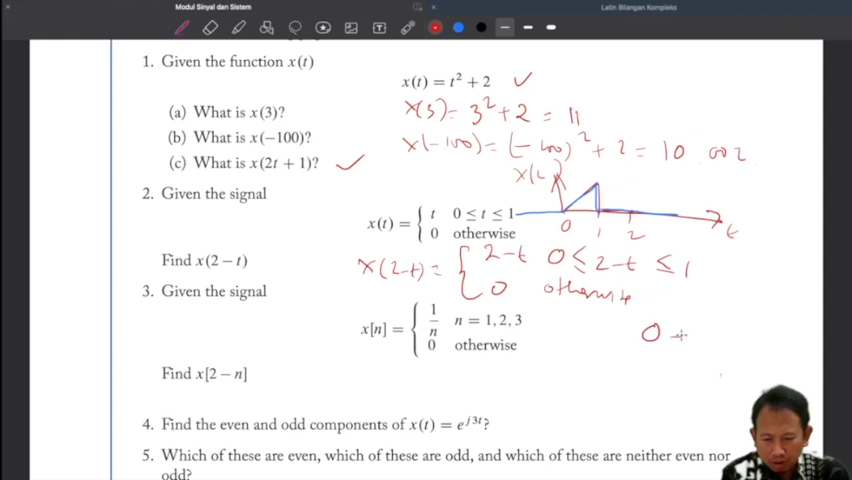 Modul Sinyal dan Sistem
Latin Bilangan Kompleks
1. Given the function x(t)
x(t) = t² + 2 ✓
(a) What is x(3)?
x(3) = 3² + 2 = 11
(b) What is x(−100)?
x(−100) = (−100)² + 2 = 10 002
(c) What is x(2t + 1)? ✓
x(t)
2. Given the signal
x(t) = { t 0 ≤ t ≤ 1
0 otherwise
0 1 2 t
Find x(2 − t)
x(2−t) = { 2−t 0 ≤ 2−t ≤ 1
0 otherwise
3. Given the signal
x[n] = { 1/n n = 1, 2, 3
0 otherwise
0 +
Find x[2 − n]
4. Find the even and odd components of x(t) = e^{j3t}?
5. Which of these are even, which of these are odd, and which of these are neither even nor
odd?